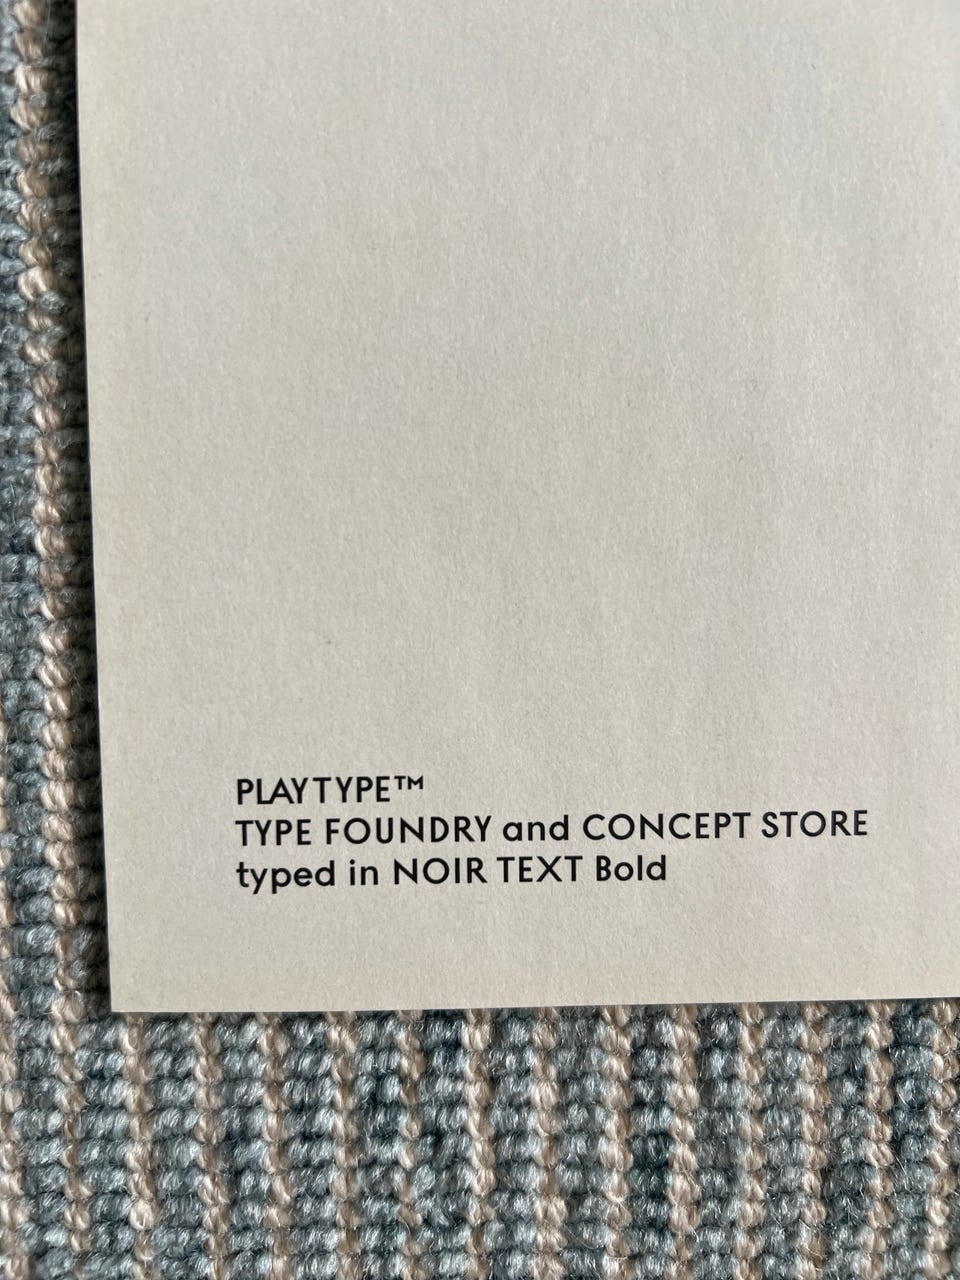 PLAYTYPE™
TYPE FOUNDRY and CONCEPT STORE
typed in NOIR TEXT Bold